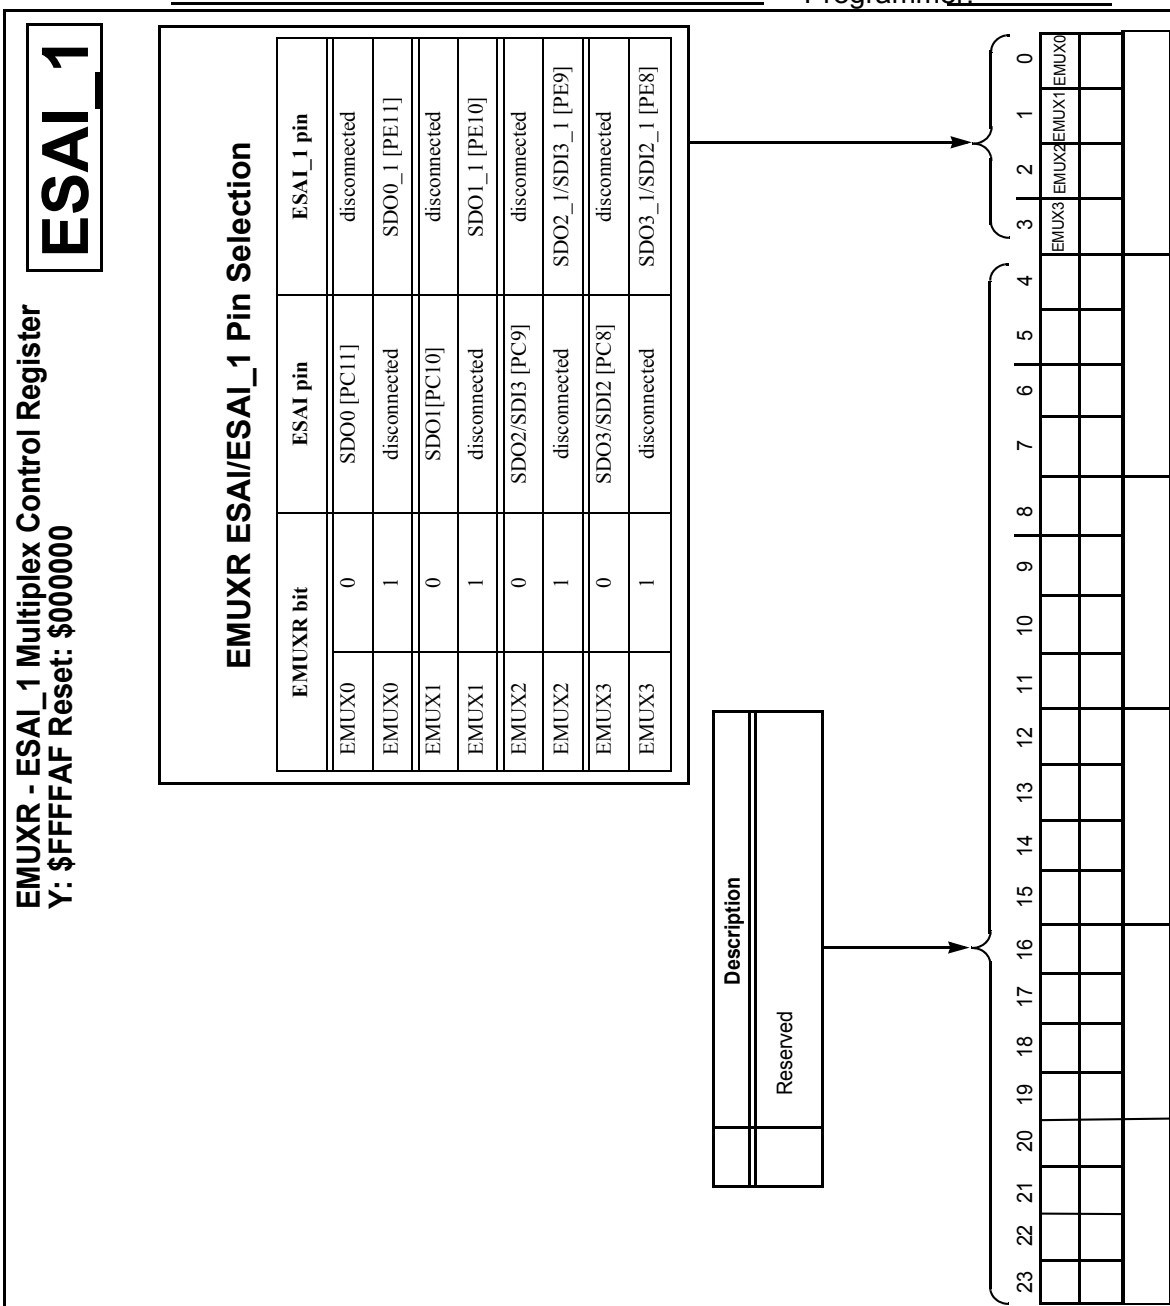 Programmer:
EMUXR - ESAI_1 Multiplex Control Register
Y: $FFFFAF Reset: $000000
ESAI_1
EMUXR ESAI/ESAI_1 Pin Selection
EMUXR bit ESAI pin ESAI_1 pin
EMUX0 0 SDO0 [PC11] disconnected
EMUX0 1 disconnected SDO0_1 [PE11]
EMUX1 0 SDO1[PC10] disconnected
EMUX1 1 disconnected SDO1_1 [PE10]
EMUX2 0 SDO2/SDI3 [PC9] disconnected
EMUX2 1 disconnected SDO2_1/SDI3_1 [PE9]
EMUX3 0 SDO3/SDI2 [PC8] disconnected
EMUX3 1 disconnected SDO3_1/SDI2_1 [PE8]
Description
Reserved
23 22 21 20 19 18 17 16 15 14 13 12 11 10 9 8 7 6 5 4 3 2 1 0
EMUX3 EMUX2 EMUX1 EMUX0